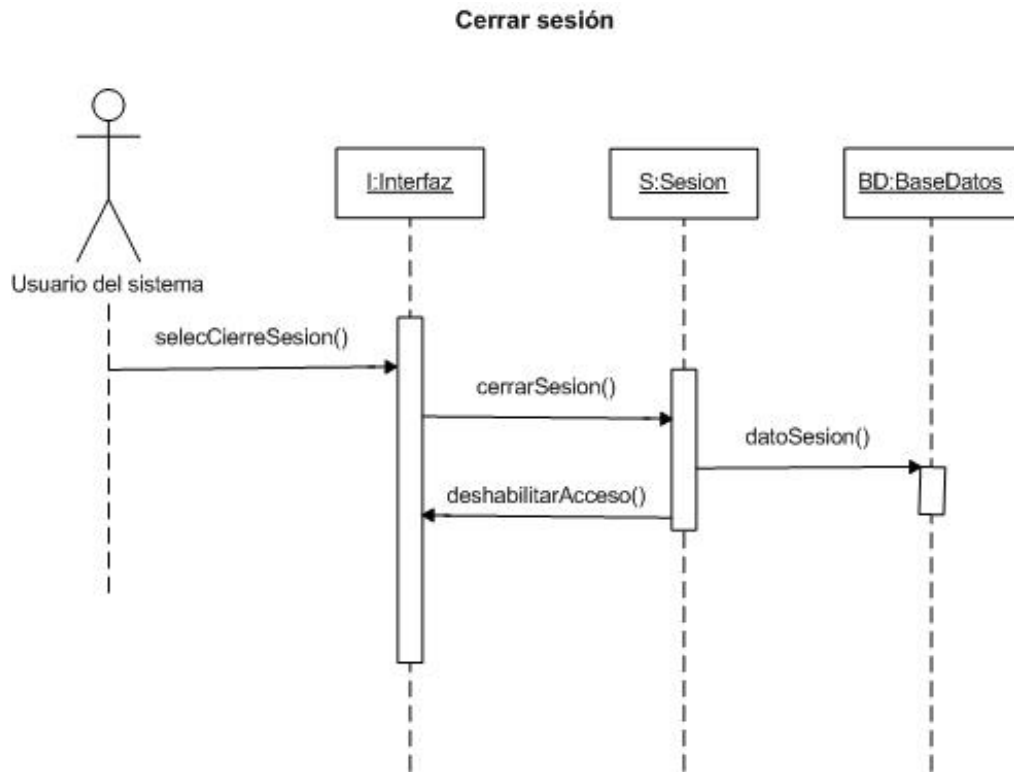 Cerrar sesión
I:Interfaz
S:Sesion
BD:BaseDatos
Usuario del sistema
selecCierreSesion()
cerrarSesion()
datoSesion()
deshabilitarAcceso()